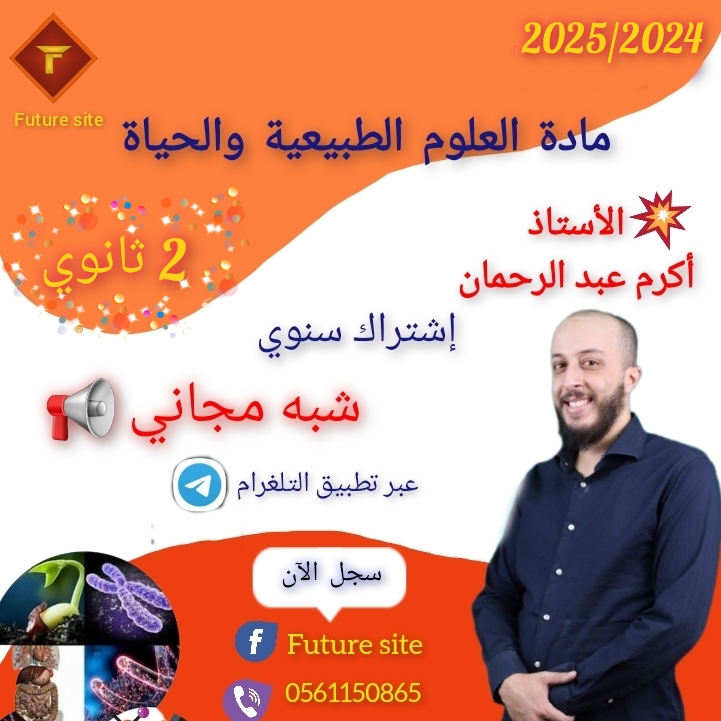 2025/2024
Future site
مادة العلوم الطبيعية والحياة
الأستاذ
أكرم عبد الرحمان
2 ثانوي
إشتراك سنوي
شبه مجاني
عبر تطبيق التلغرام
سجل الآن
Future site
0561150865